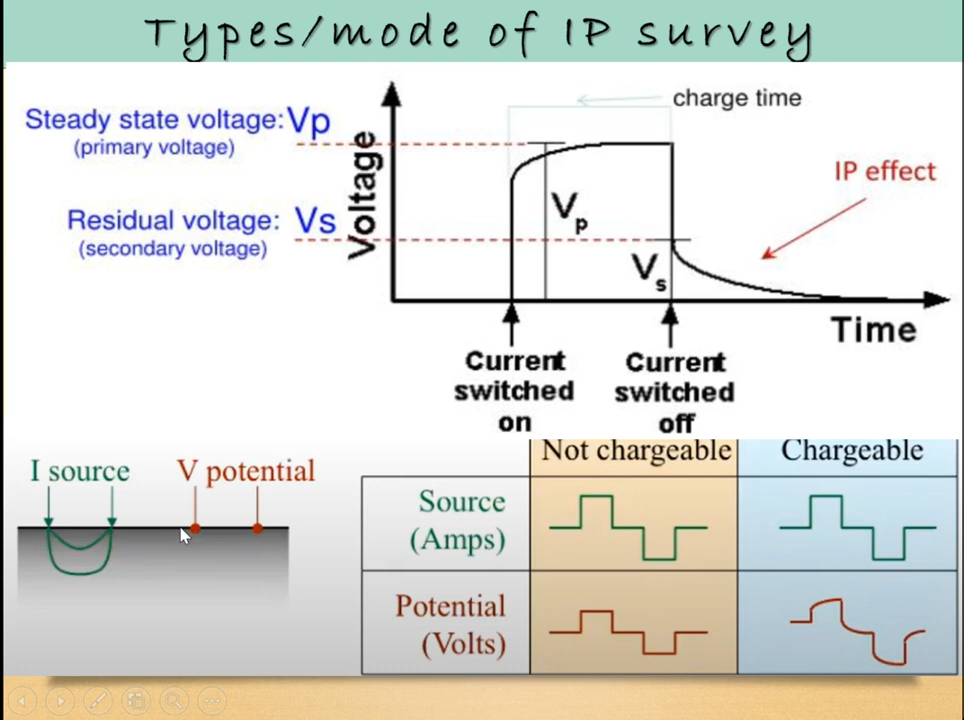 Types/mode of IP survey
charge time
Steady state voltage: Vp
(primary voltage)
Voltage
IP effect
Vp
Residual voltage: Vs
(secondary voltage)
Vs
Time
Current
switched
on
Current
switched
off
I source
V potential
Not chargeable
Chargeable
Source
(Amps)
Potential
(Volts)